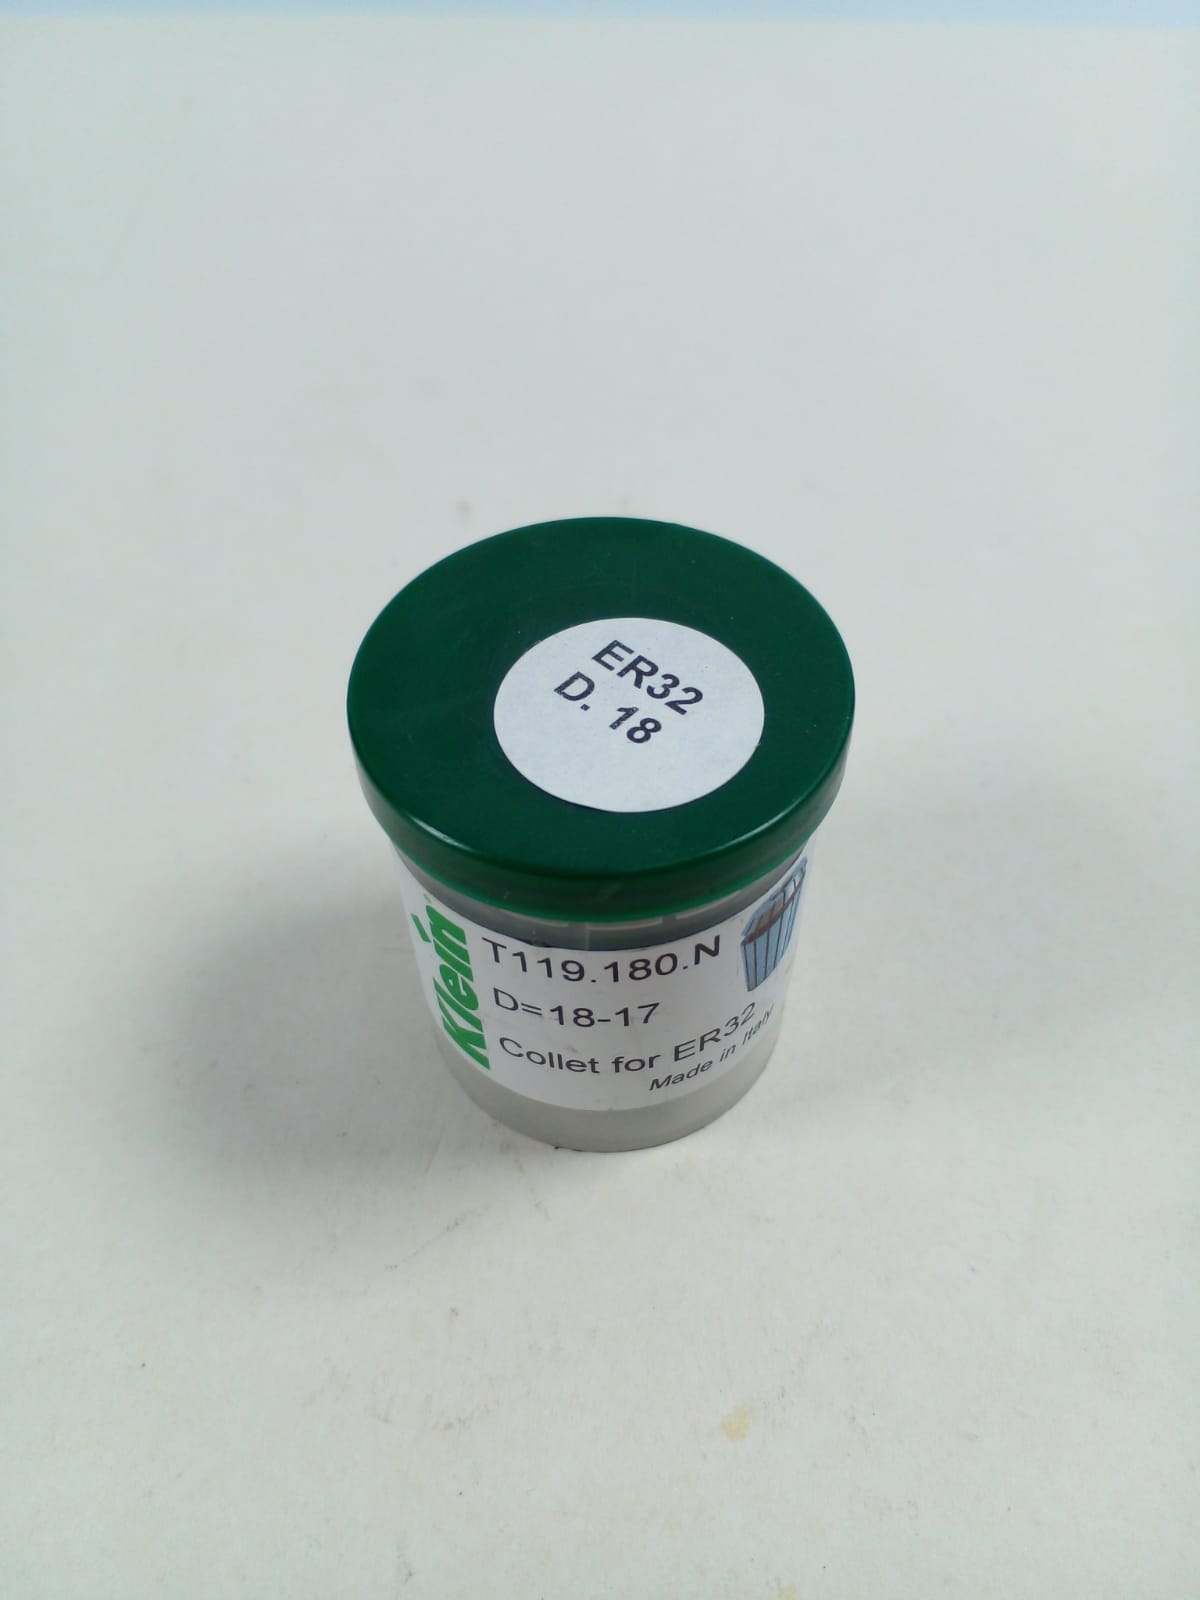 ER32
D. 18
Klein
T119.180.N
D=18-17
Collet for ER32
Made in Italy